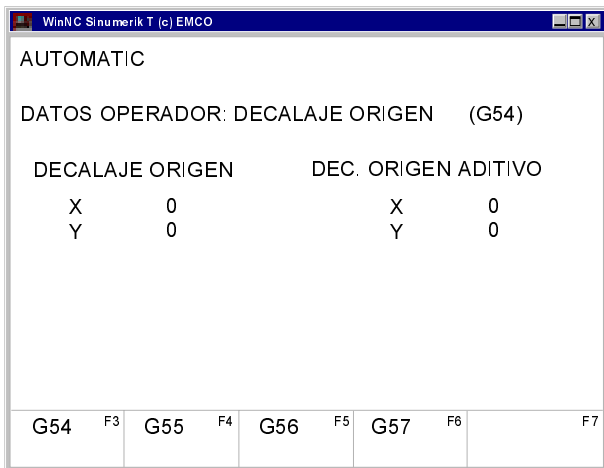 WinNC Sinumerik T (c) EMCO
AUTOMATIC
DATOS OPERADOR: DECALAJE ORIGEN (G54)
DECALAJE ORIGEN DEC. ORIGEN ADITIVO
X 0 X 0
Y 0 Y 0
G54 F3 G55 F4 G56 F5 G57 F6 F7